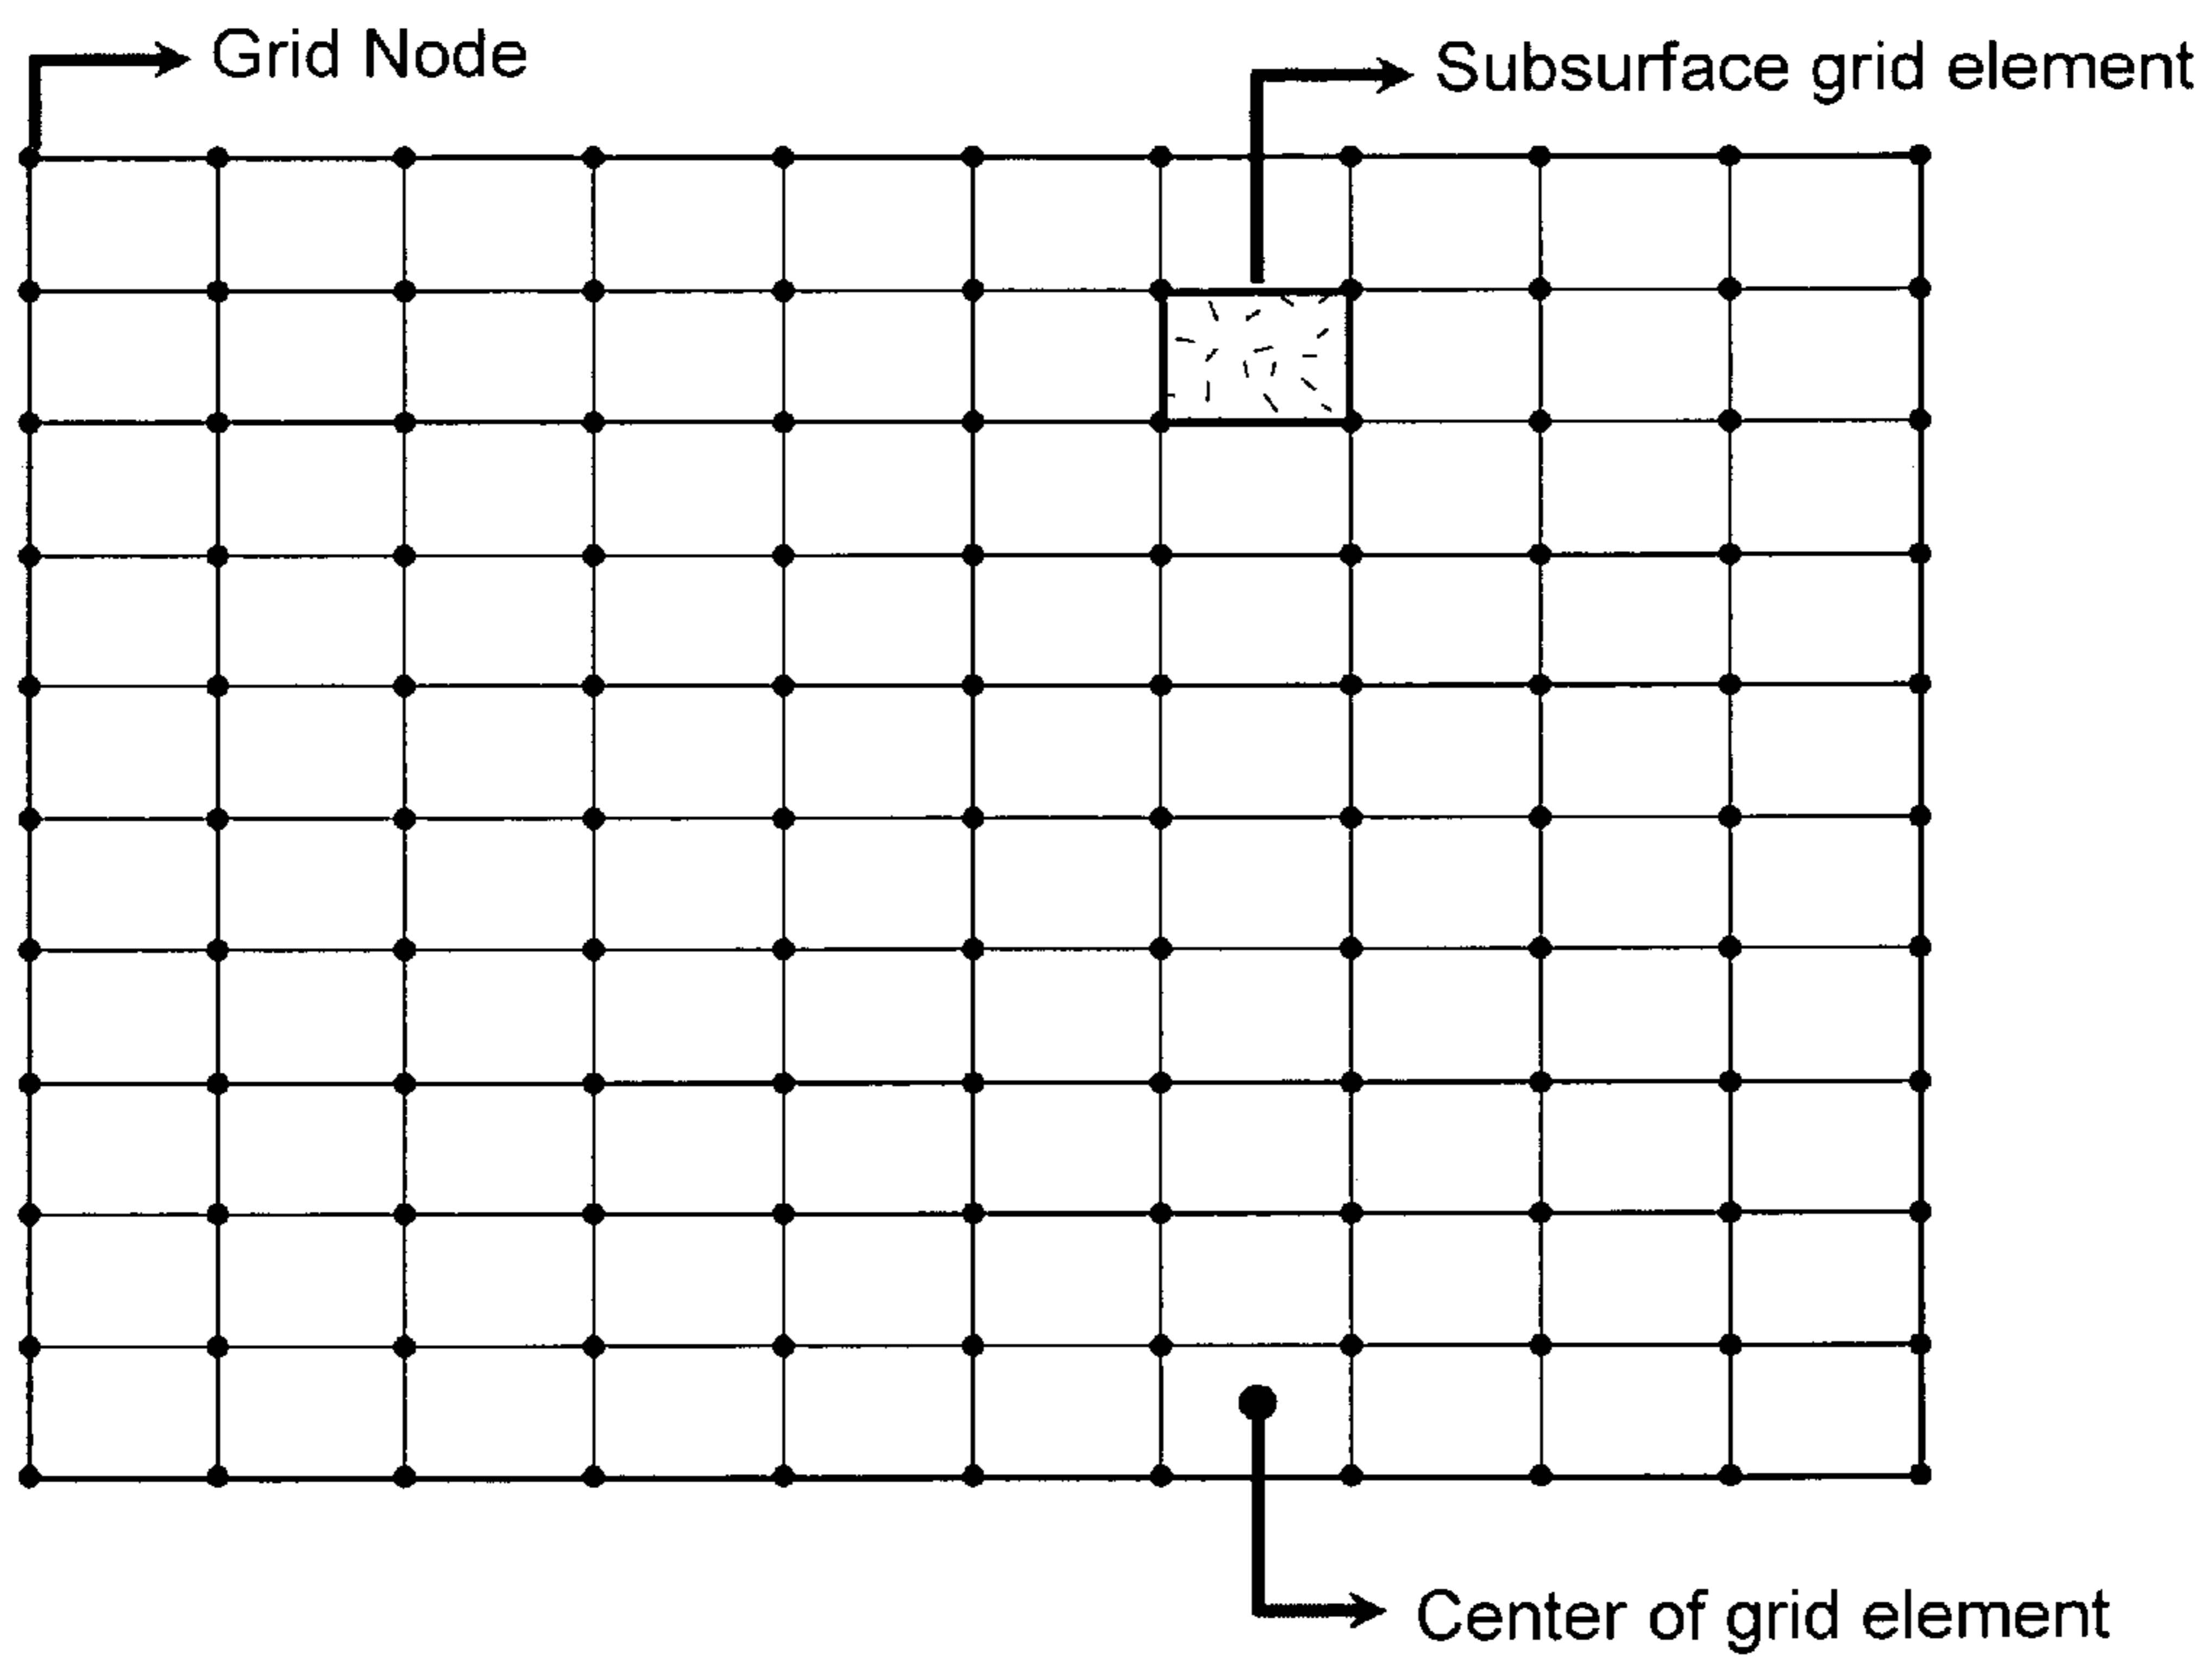 Grid Node
Subsurface grid element
Center of grid element